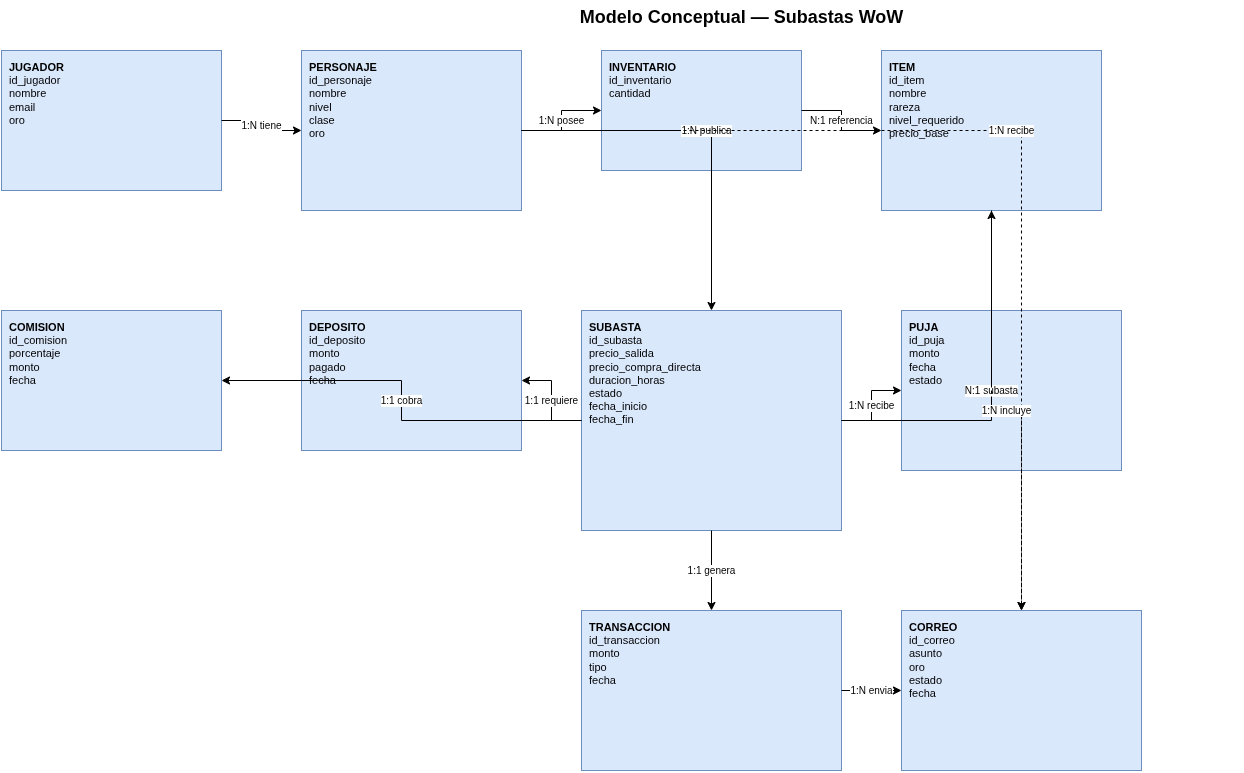 Modelo Conceptual — Subastas WoW
JUGADOR
id_jugador
nombre
email
oro
1:N tiene
PERSONAJE
id_personaje
nombre
nivel
clase
oro
1:N posee
INVENTARIO
id_inventario
cantidad
1:N publica
N:1 referencia
ITEM
id_item
nombre
rareza
nivel_requerido
precio_base
1:N recibe
COMISION
id_comision
porcentaje
monto
fecha
1:1 cobra
DEPOSITO
id_deposito
monto
pagado
fecha
1:1 requiere
SUBASTA
id_subasta
precio_salida
precio_compra_directa
duracion_horas
estado
fecha_inicio
fecha_fin
1:N recibe
PUJA
id_puja
monto
fecha
estado
N:1 subasta
1:N incluye
1:1 genera
TRANSACCION
id_transaccion
monto
tipo
fecha
1:N envia
CORREO
id_correo
asunto
oro
estado
fecha